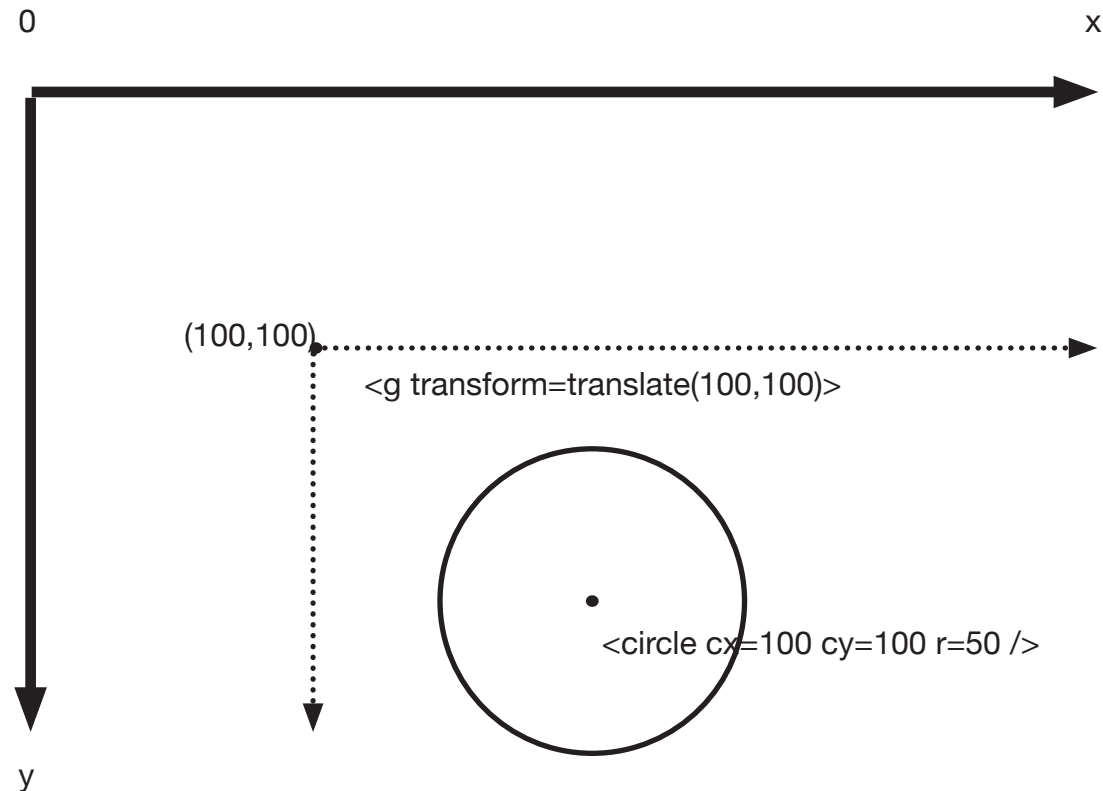 0
x
(100,100)
<g transform=translate(100,100)>
<circle cx=100 cy=100 r=50 />
y